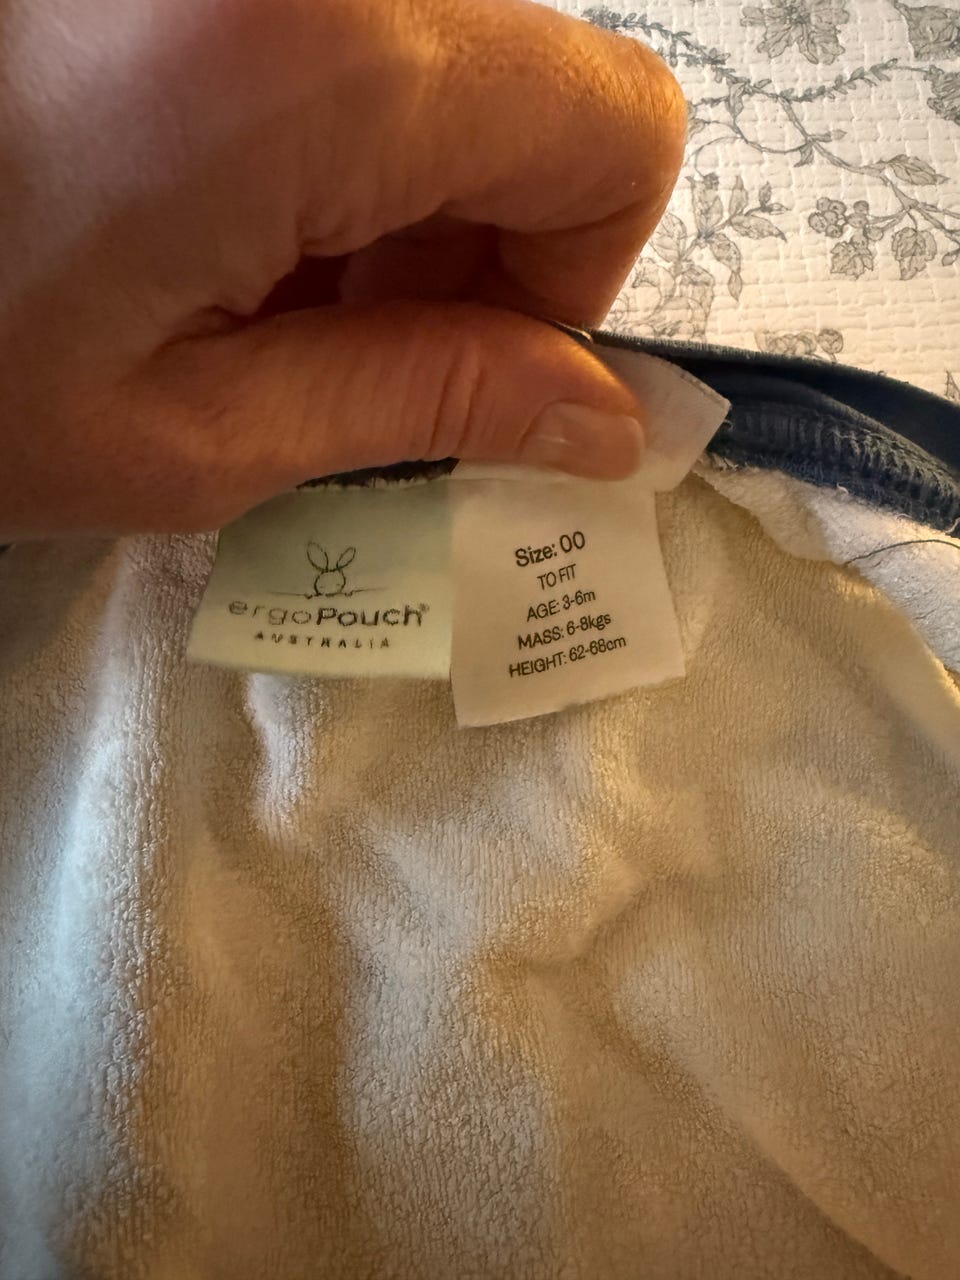 ergoPouch®
AUSTRALIA
Size: 00
TO FIT
AGE: 3-6m
MASS: 6-8kgs
HEIGHT: 62-68cm